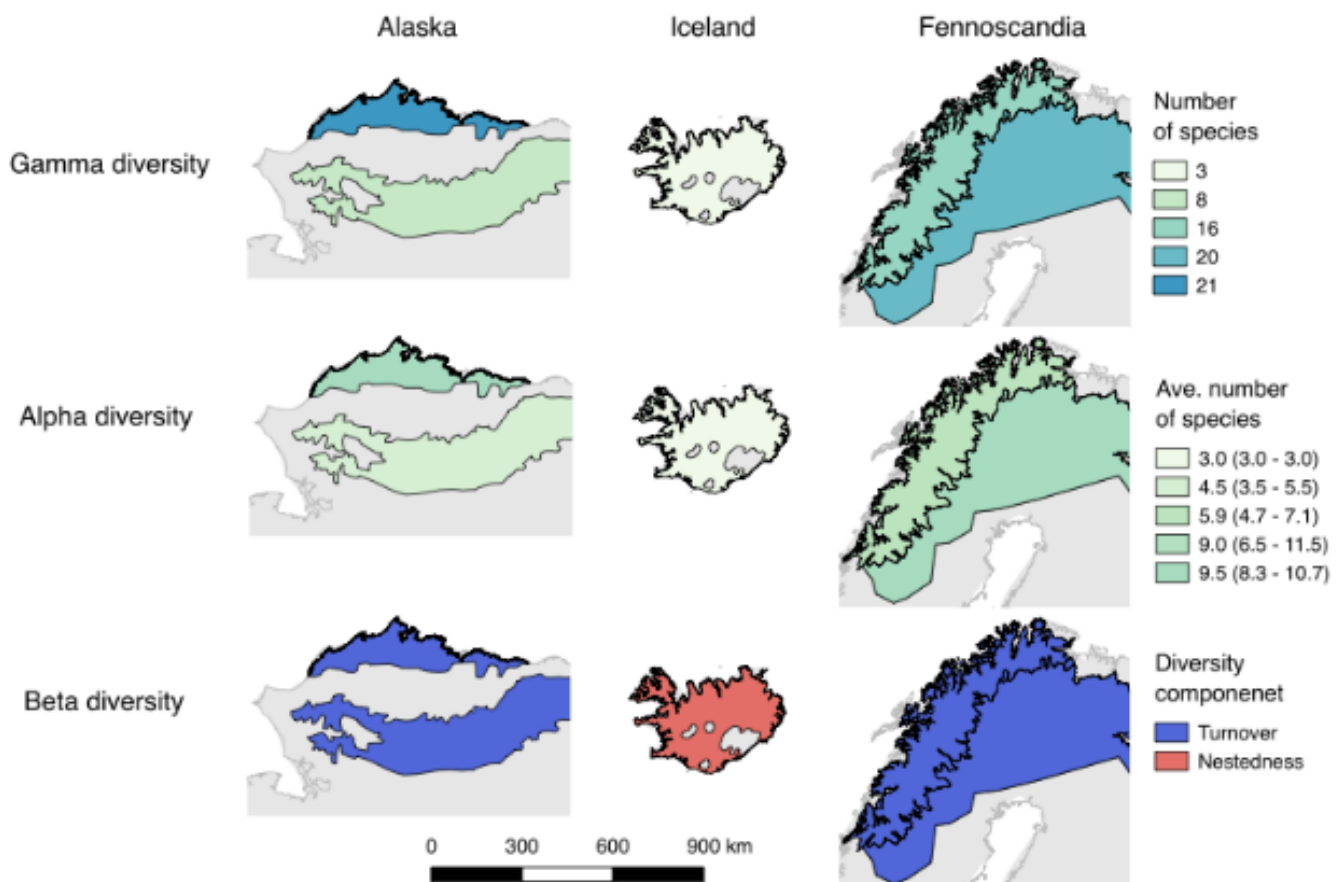 Alaska
Iceland
Fennoscandia
Gamma diversity
Number
of species
3
8
16
20
21
Alpha diversity
Ave. number
of species
3.0 (3.0 - 3.0)
4.5 (3.5 - 5.5)
5.9 (4.7 - 7.1)
9.0 (6.5 - 11.5)
9.5 (8.3 - 10.7)
Beta diversity
Diversity
componenet
Turnover
Nestedness
0 300 600 900 km